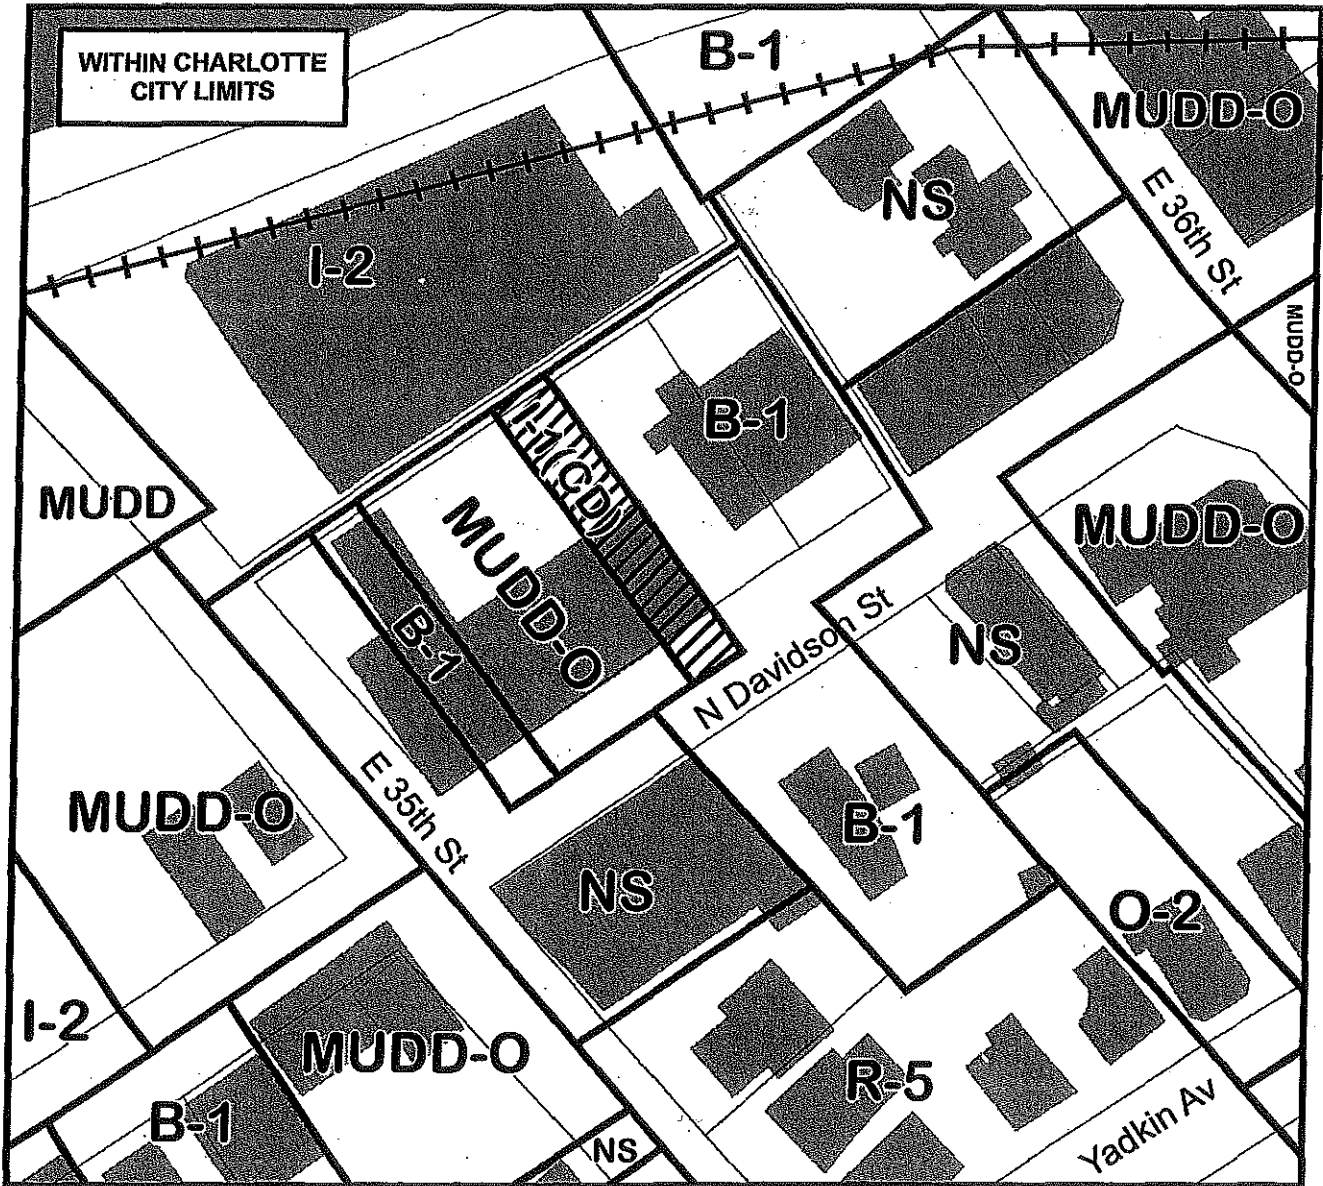 WITHIN CHARLOTTE
CITY LIMITS
B-1
MUDD-O
NS
E 36th St
I-2
MUDD-O
I-1(CD)
B-1
MUDD
MUDD-O
MUDD-O
B-1
N Davidson St
NS
E 35th St
MUDD-O
B-1
NS
O-2
I-2
MUDD-O
R-5
B-1
NS
Yadkin Av